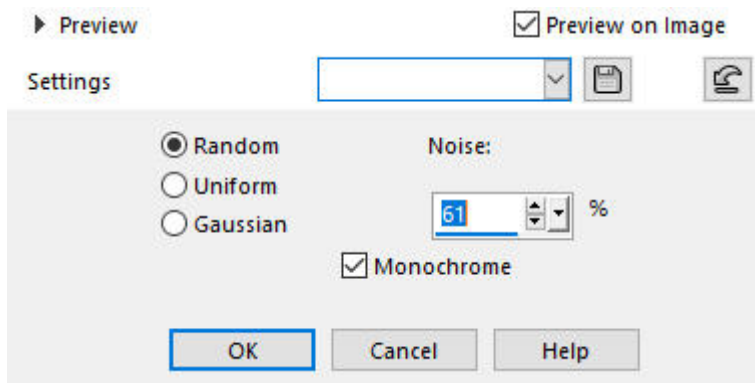 Preview
Preview on Image
Settings
Random
Noise:
Uniform
61 %
Gaussian
Monochrome
OK Cancel Help